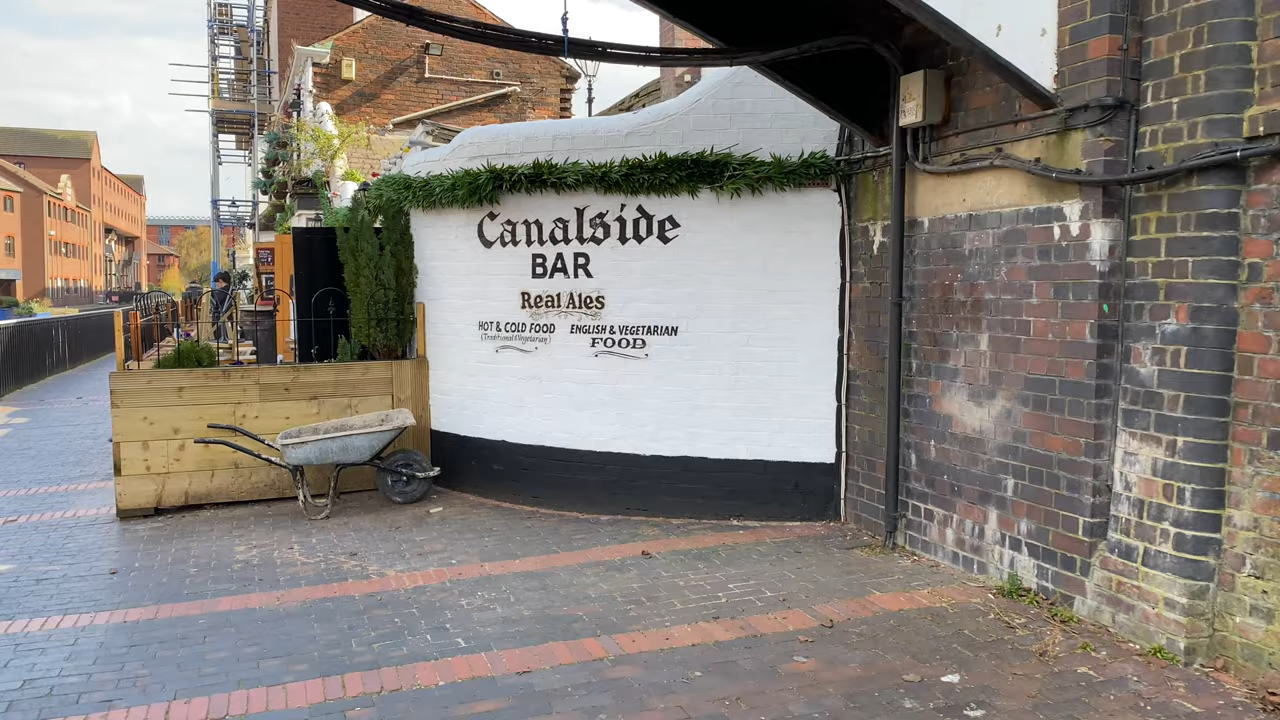 Canalside
BAR
Real Ales
HOT & COLD FOOD
(Traditional & Vegetarian)
ENGLISH & VEGETARIAN
FOOD